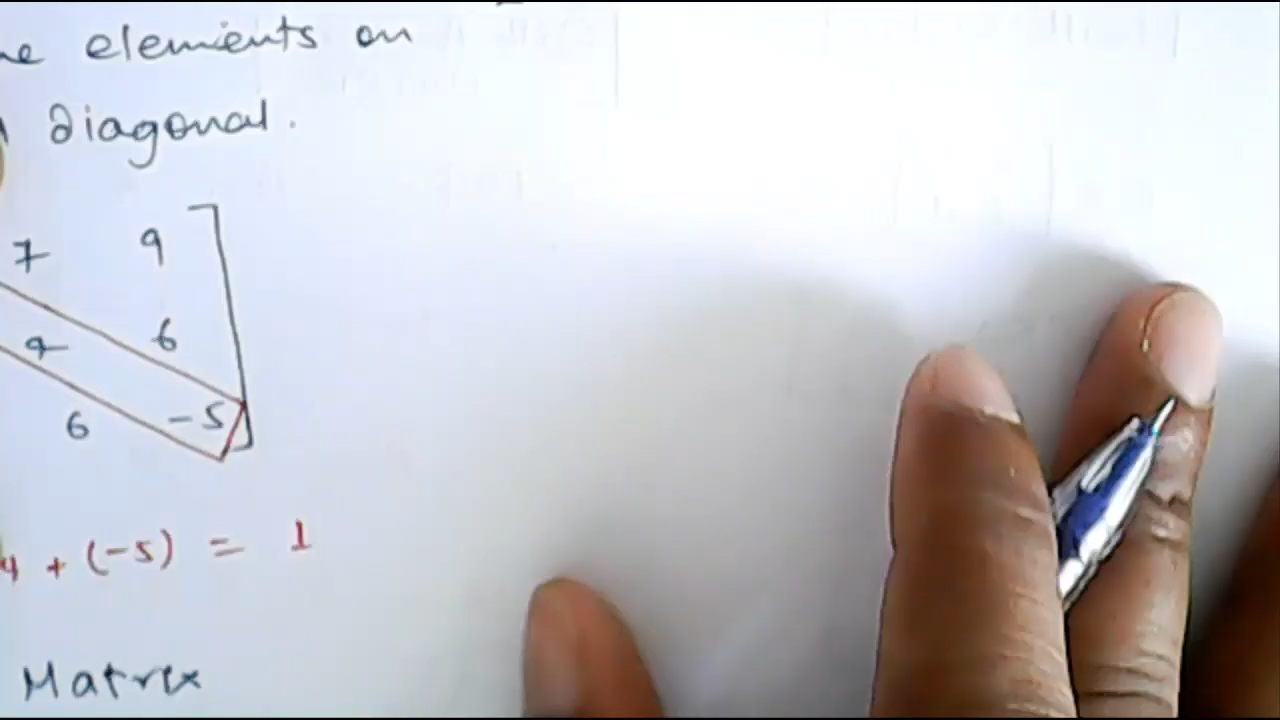 elements on
diagonal.
7 9
6
6 -5
4 + (-5) = 1
Matrix